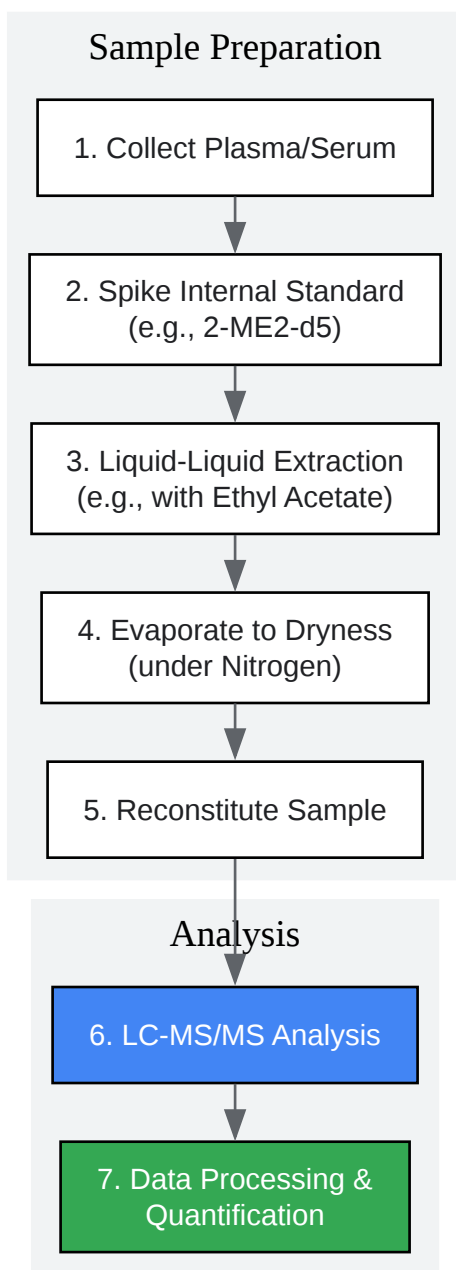 Sample Preparation
1. Collect Plasma/Serum
2. Spike Internal Standard
(e.g., 2-ME2-d5)
3. Liquid-Liquid Extraction
(e.g., with Ethyl Acetate)
4. Evaporate to Dryness
(under Nitrogen)
5. Reconstitute Sample
Analysis
6. LC-MS/MS Analysis
7. Data Processing &
Quantification